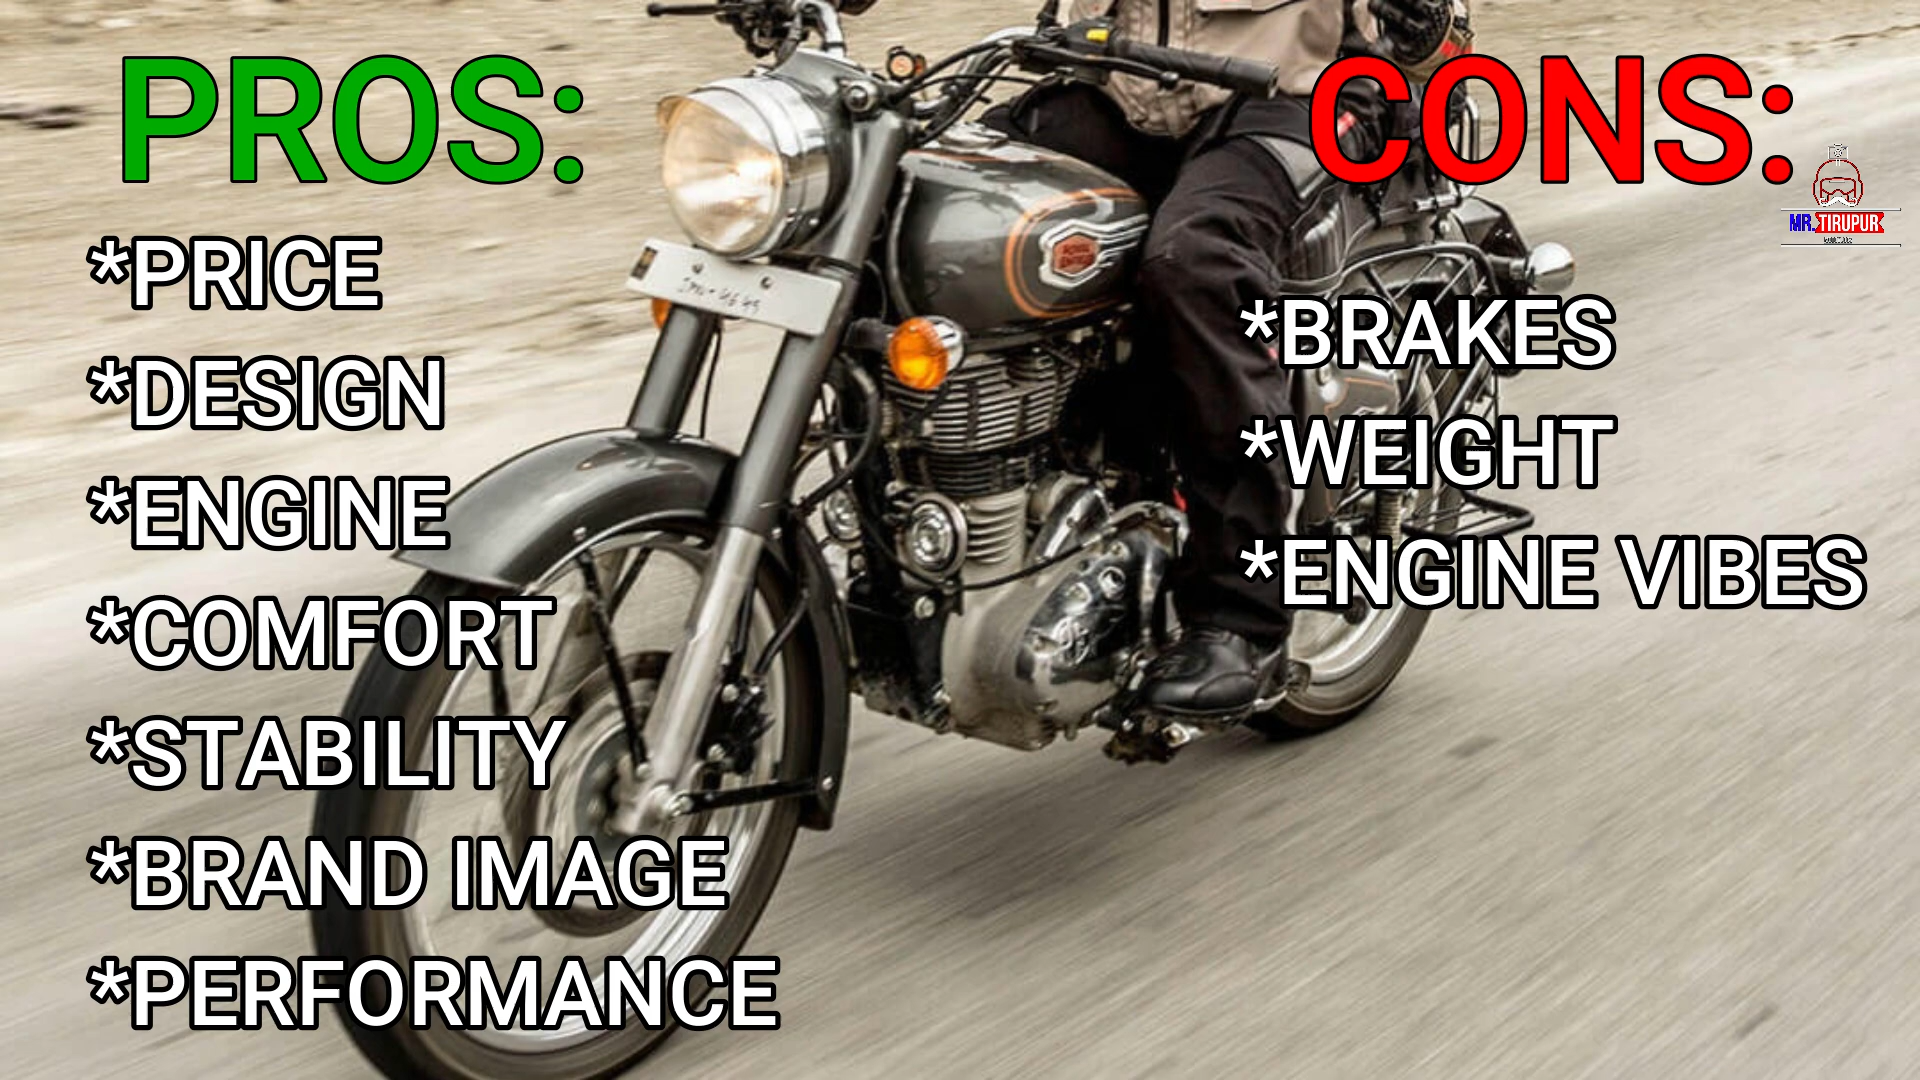 PROS:
*PRICE
*DESIGN
*ENGINE
*COMFORT
*STABILITY
*BRAND IMAGE
*PERFORMANCE
CONS:
*BRAKES
*WEIGHT
*ENGINE VIBES
MR.TIRUPUR